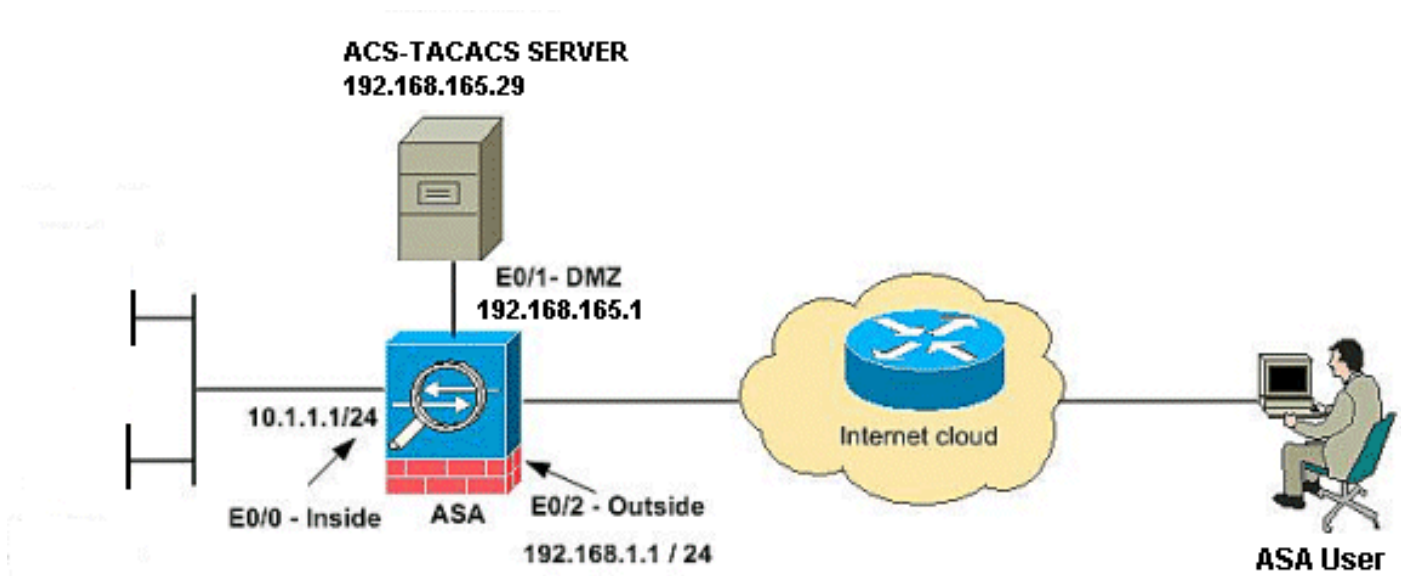 ACS-TACACS SERVER
192.168.165.29
E0/1- DMZ
192.168.165.1
10.1.1.1/24
E0/0 - Inside
ASA
E0/2 - Outside
192.168.1.1 / 24
Internet cloud
ASA User